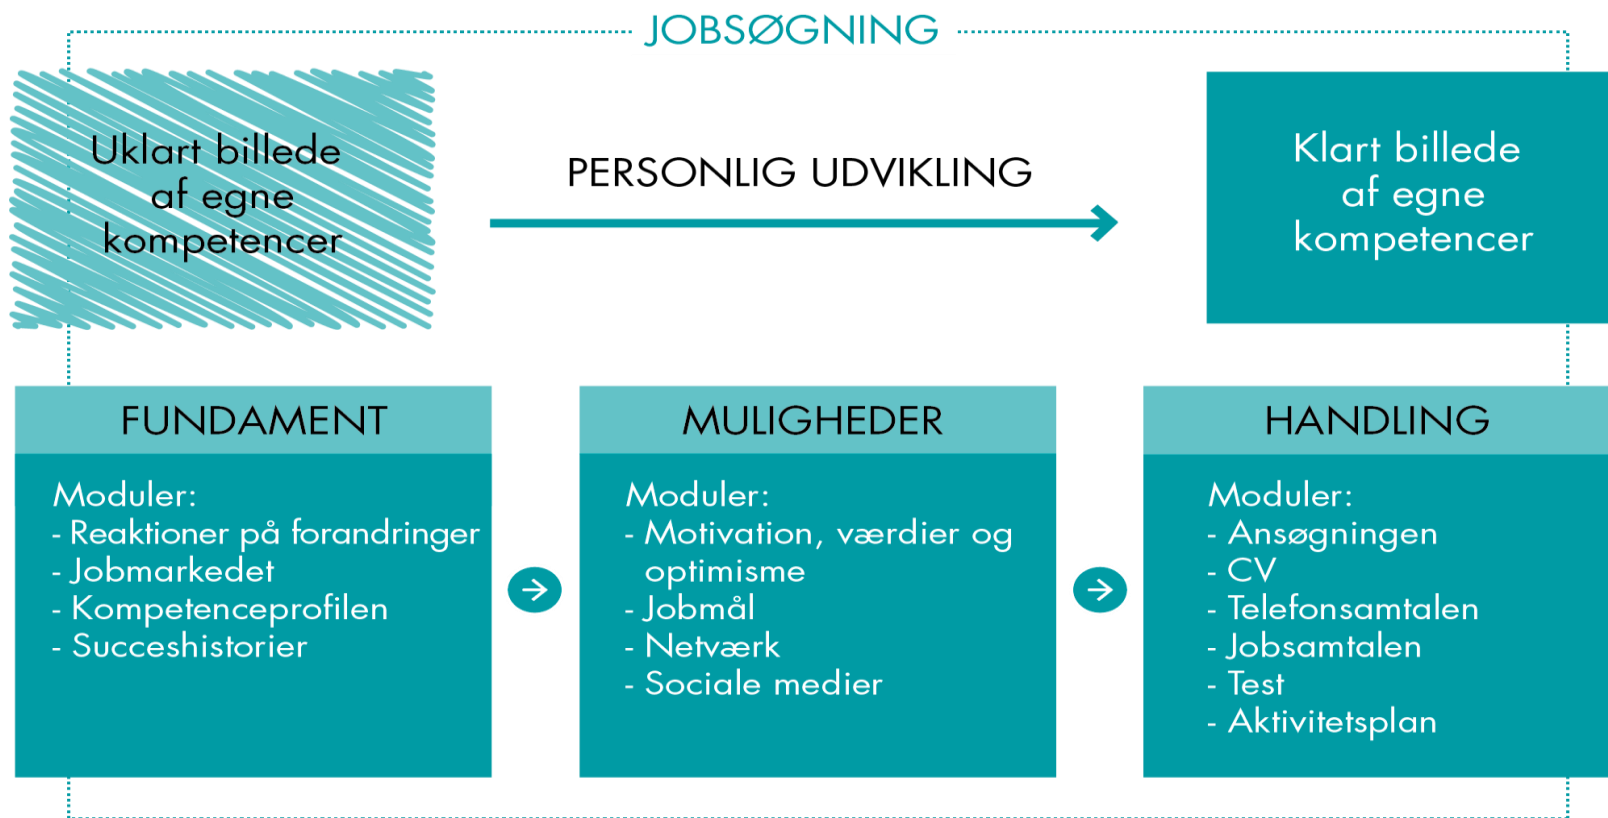 JOBSØGNING
Uklart billede
af egne
kompetencer
PERSONLIG UDVIKLING
Klart billede
af egne
kompetencer
FUNDAMENT
Moduler:
- Reaktioner på forandringer
- Jobmarkedet
- Kompetenceprofilen
- Succeshistorier
MULIGHEDER
Moduler:
- Motivation, værdier og
optimisme
- Jobmål
- Netværk
- Sociale medier
HANDLING
Moduler:
- Ansøgningen
- CV
- Telefonsamtalen
- Jobsamtalen
- Test
- Aktivitetsplan